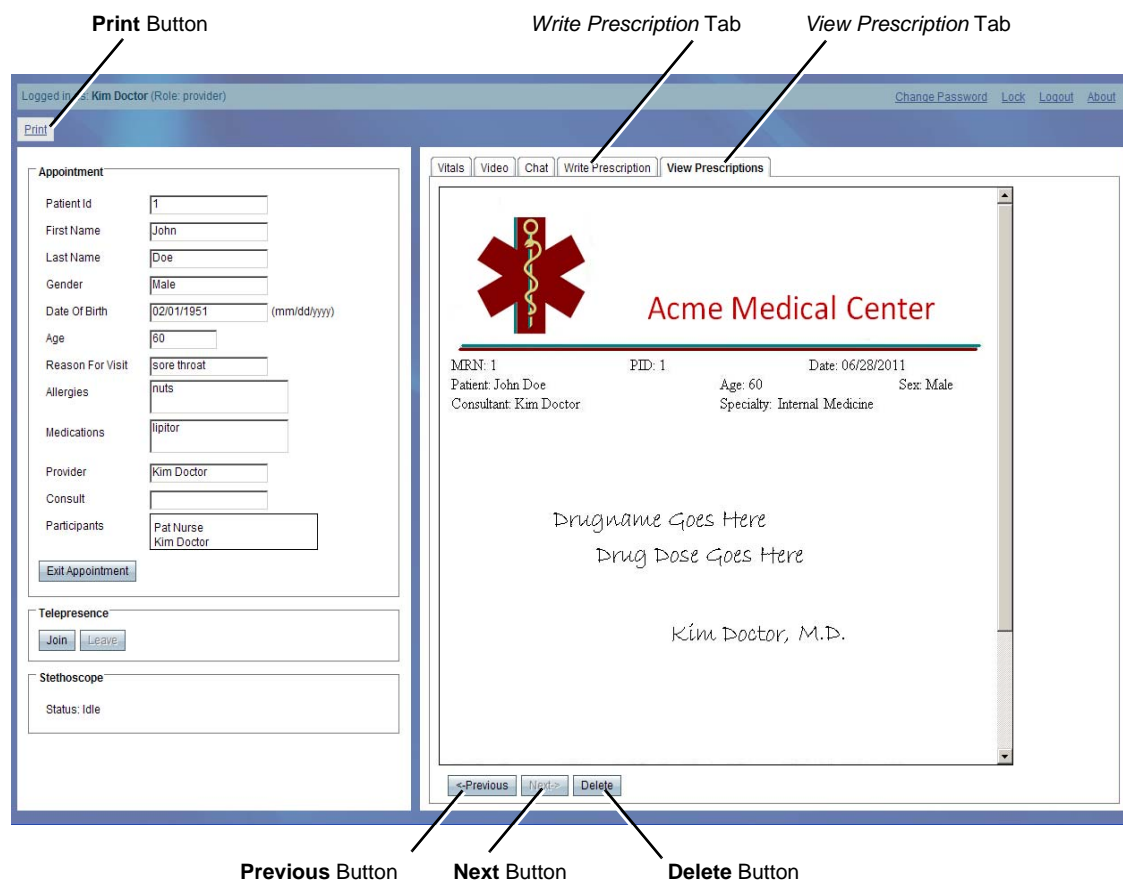 Print Button
Write Prescription Tab
View Prescription Tab
Logged in as: Kim Doctor (Role: provider)
Change Password Lock Logout About
Print
Appointment
Patient Id 1
First Name John
Last Name Doe
Gender Male
Date Of Birth 02/01/1951 (mm/dd/yyyy)
Age 60
Reason For Visit sore throat
Allergies nuts
Medications lipitor
Provider Kim Doctor
Consult
Participants Pat Nurse
Kim Doctor
Exit Appointment
Telepresence
Join Leave
Stethoscope
Status: Idle
Vitals Video Chat Write Prescription View Prescriptions
Acme Medical Center
MRN: 1 PID: 1 Date: 06/28/2011
Patient: John Doe Age: 60 Sex: Male
Consultant: Kim Doctor Specialty: Internal Medicine
Drugname Goes Here
Drug Dose Goes Here
Kim Doctor, M.D.
<-Previous Next-> Delete
Previous Button
Next Button
Delete Button